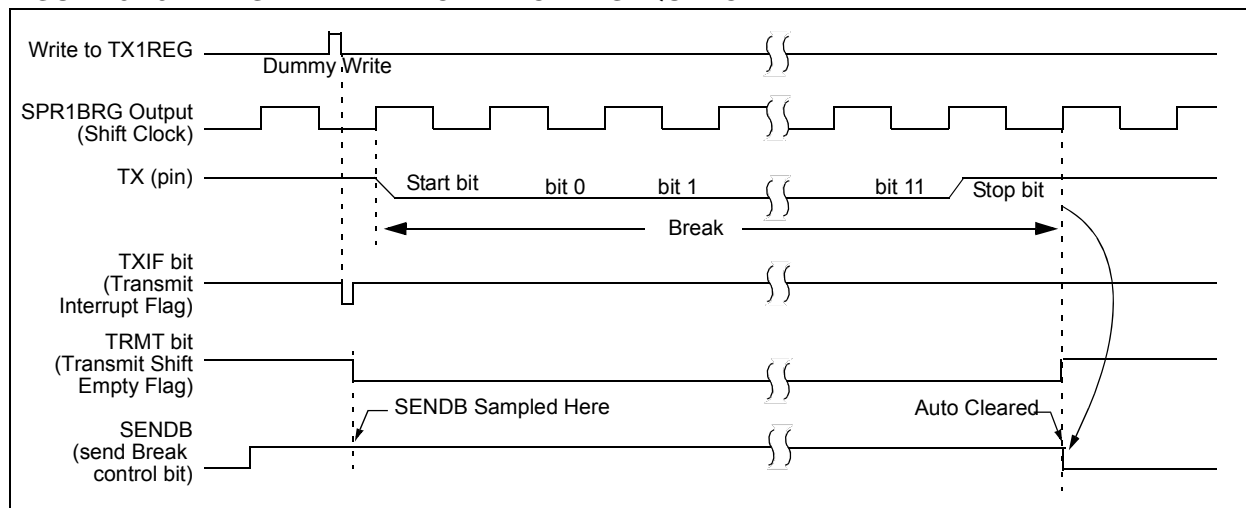 Write to TX1REG
Dummy Write
SPR1BRG Output
(Shift Clock)
TX (pin)
Start bit
bit 0
bit 1
bit 11
Stop bit
Break
TXIF bit
(Transmit
Interrupt Flag)
TRMT bit
(Transmit Shift
Empty Flag)
SENDB Sampled Here
Auto Cleared
SENDB
(send Break
control bit)